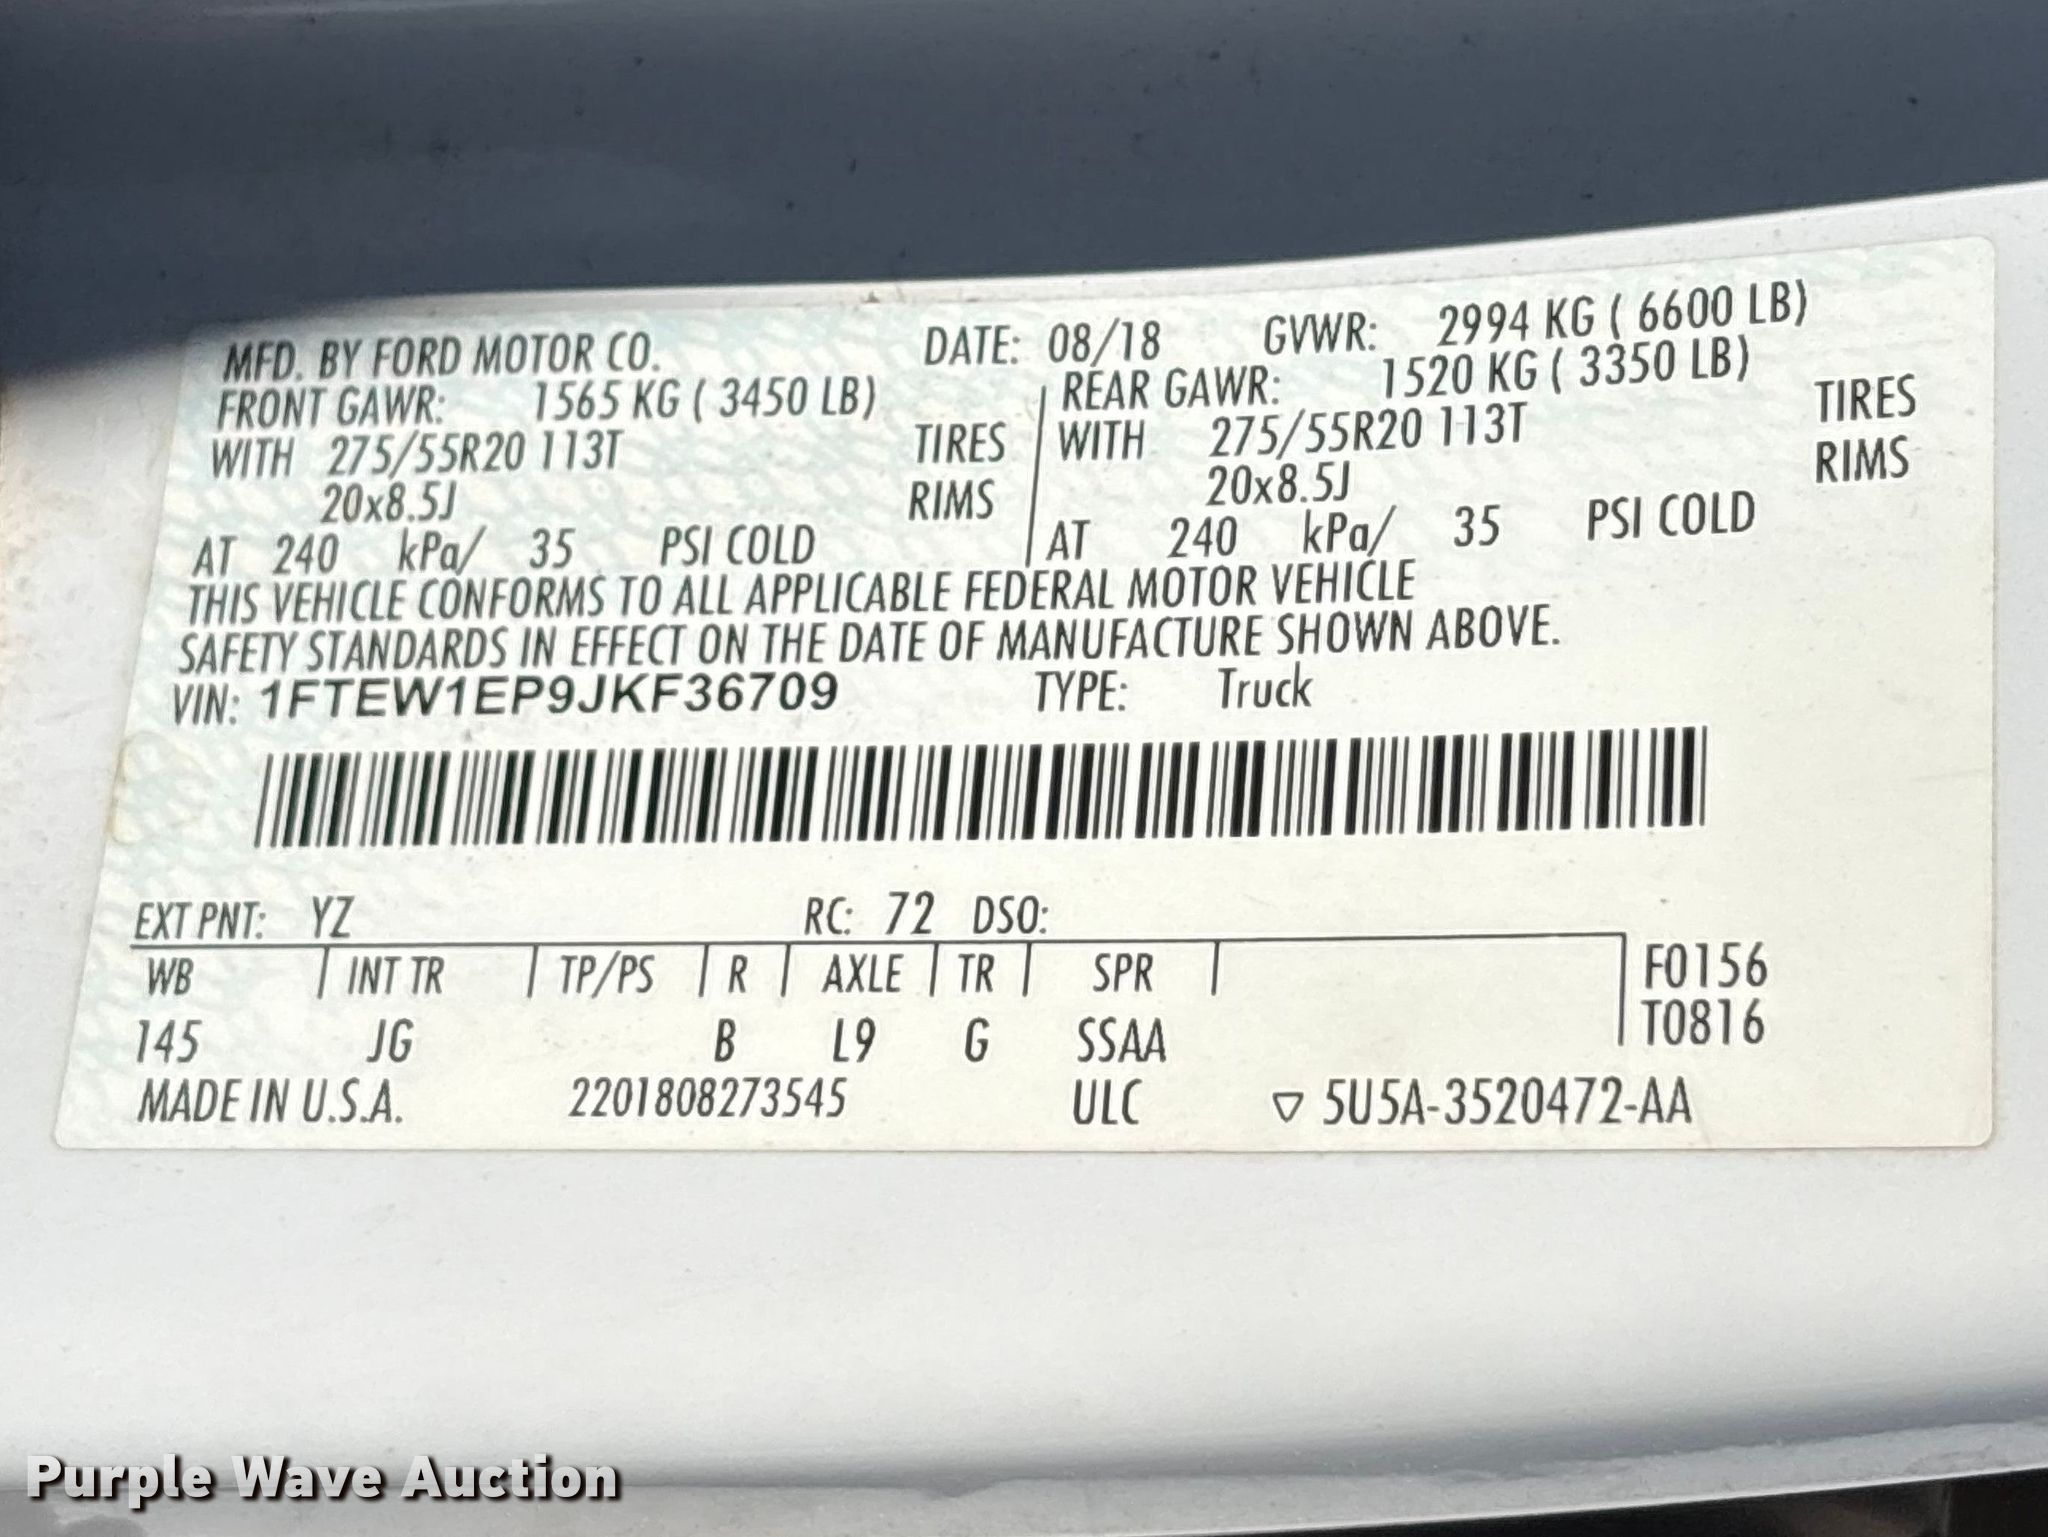 MFD. BY FORD MOTOR CO. DATE: 08/18 GVWR: 2994 KG ( 6600 LB)
FRONT GAWR: 1565 KG ( 3450 LB) REAR GAWR: 1520 KG ( 3350 LB)
WITH 275/55R20 113T TIRES WITH 275/55R20 113T TIRES
20x8.5J RIMS 20x8.5J RIMS
AT 240 kPa/ 35 PSI COLD AT 240 kPa/ 35 PSI COLD
THIS VEHICLE CONFORMS TO ALL APPLICABLE FEDERAL MOTOR VEHICLE
SAFETY STANDARDS IN EFFECT ON THE DATE OF MANUFACTURE SHOWN ABOVE.
VIN: 1FTEW1EP9JKF36709 TYPE: Truck
EXT PNT: YZ RC: 72 DSO:
WB INT TR TP/PS R AXLE TR SPR F0156
T0816
145 JG B L9 G SSAA
MADE IN U.S.A. 2201808273545 ULC ▽ 5U5A-3520472-AA
Purple Wave Auction